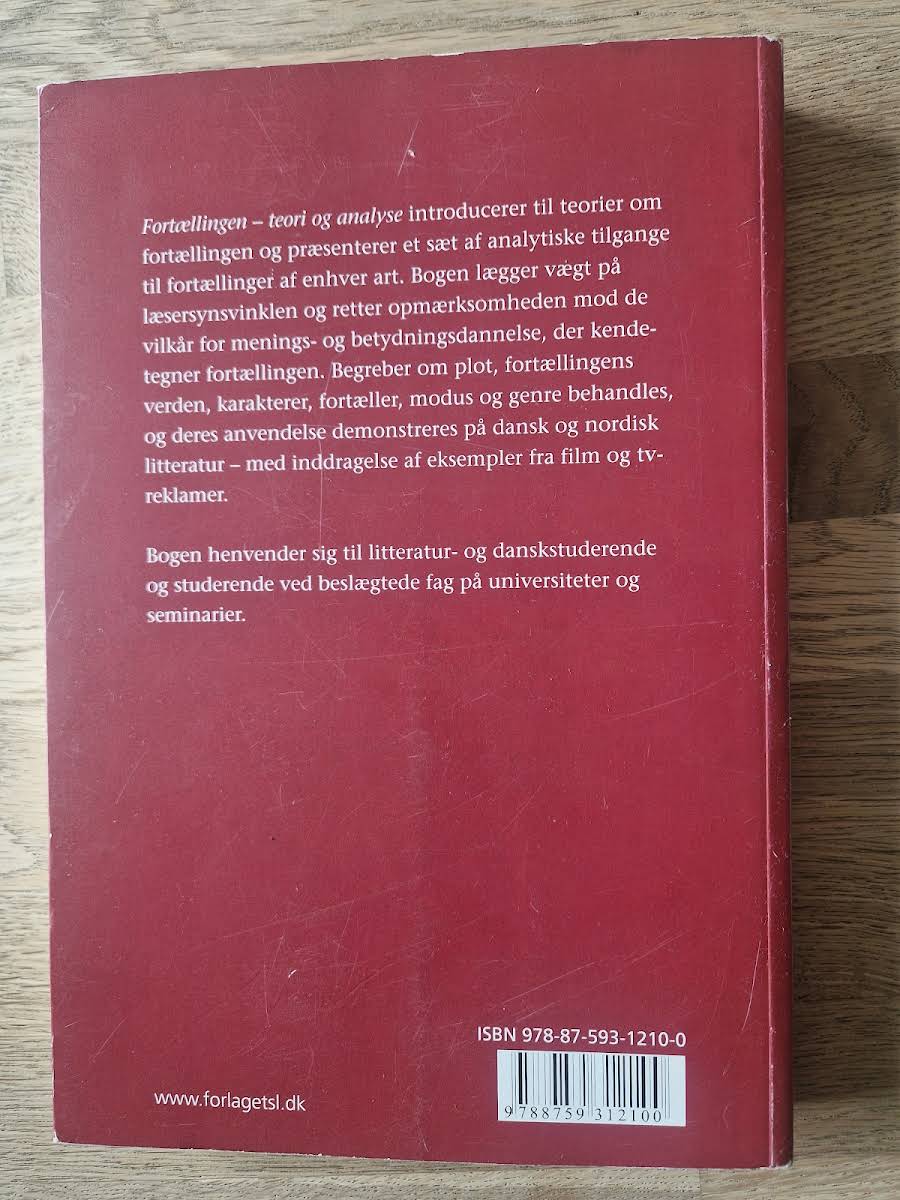 Fortællingen – teori og analyse introducerer til teorier om
fortællingen og præsenterer et sæt af analytiske tilgange
til fortællinger af enhver art. Bogen lægger vægt på
læsersynsvinklen og retter opmærksomheden mod de
vilkår for menings- og betydningsdannelse, der kende-
tegner fortællingen. Begreber om plot, fortællingens
verden, karakterer, fortæller, modus og genre behandles,
og deres anvendelse demonstreres på dansk og nordisk
litteratur – med inddragelse af eksempler fra film og tv-
reklamer.
Bogen henvender sig til litteratur- og danskstuderende
og studerende ved beslægtede fag på universiteter og
seminarier.
ISBN 978-87-593-1210-0
www.forlagetsl.dk
9 788759 312100